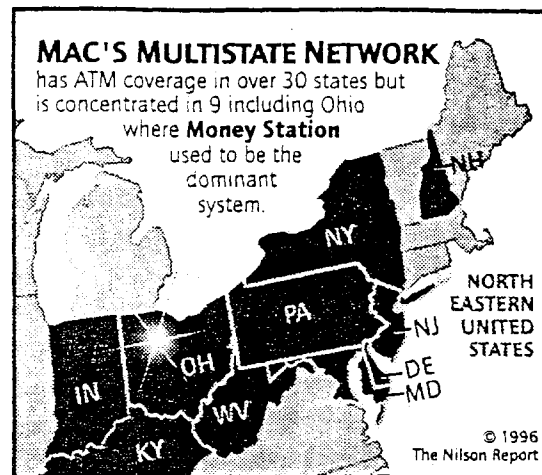 MAC'S MULTISTATE NETWORK
has ATM coverage in over 30 states but
is concentrated in 9 including Ohio
where Money Station
used to be the
dominant
system.
NH
NY
NORTH
EASTERN
UNITED
STATES
PA
NJ
OH
DE
MD
IN
WV
KY
© 1996
The Nilson Report